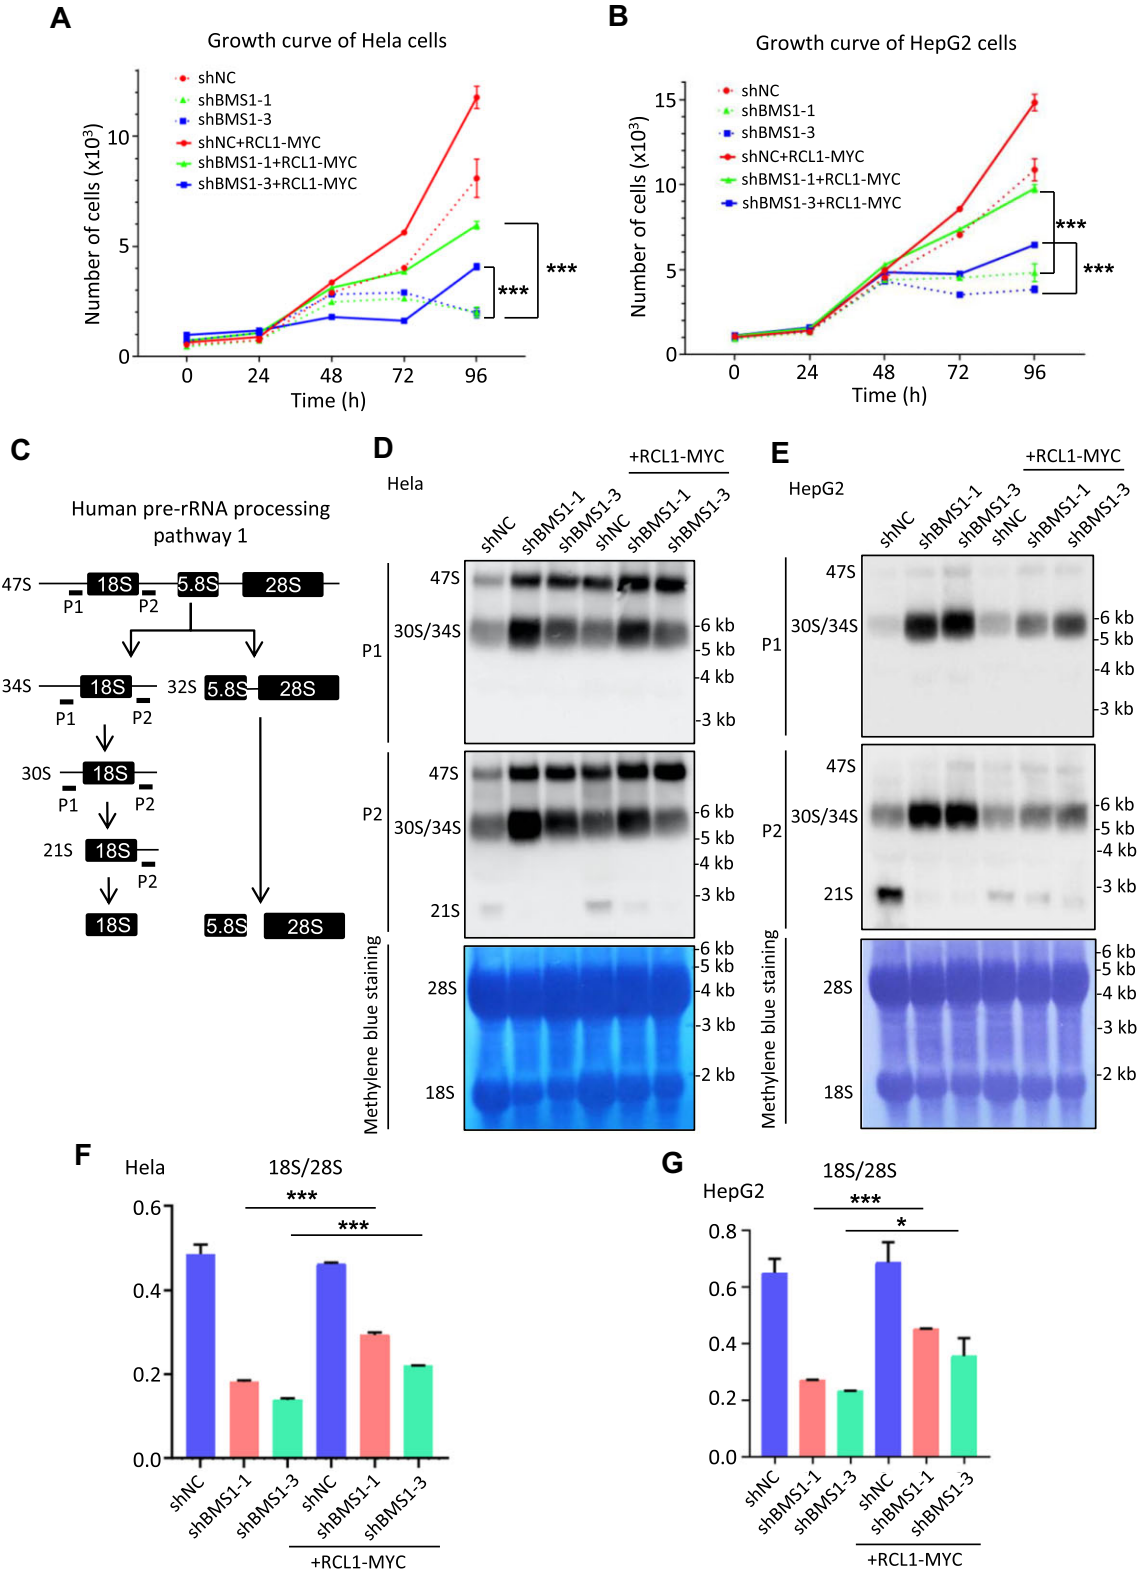 A
Growth curve of Hela cells
Number of cells (x10³)
10
5
0
shNC
shBMS1-1
shBMS1-3
shNC+RCL1-MYC
shBMS1-1+RCL1-MYC
shBMS1-3+RCL1-MYC
***
***
0 24 48 72 96
Time (h)
B
Growth curve of HepG2 cells
Number of cells (x10³)
15
10
5
0
shNC
shBMS1-1
shBMS1-3
shNC+RCL1-MYC
shBMS1-1+RCL1-MYC
shBMS1-3+RCL1-MYC
***
***
0 24 48 72 96
Time (h)
C
Human pre-rRNA processing
pathway 1
47S 18S 5.8S 28S
P1 P2
34S 18S 32S 5.8S 28S
P1 P2
30S 18S
P1 P2
21S 18S
P2
18S 5.8S 28S
D
Hela
+RCL1-MYC
shNC shBMS1-1 shBMS1-3 shNC shBMS1-1 shBMS1-3
P1
47S
30S/34S
-6 kb
-5 kb
-4 kb
-3 kb
P2
47S
30S/34S
21S
-6 kb
-5 kb
-4 kb
-3 kb
Methylene blue staining
28S
18S
-6 kb
-5 kb
-4 kb
-3 kb
-2 kb
E
HepG2
+RCL1-MYC
shNC shBMS1-1 shBMS1-3 shNC shBMS1-1 shBMS1-3
P1
47S
30S/34S
-6 kb
-5 kb
-4 kb
-3 kb
P2
47S
30S/34S
21S
-6 kb
-5 kb
-4 kb
-3 kb
Methylene blue staining
28S
18S
-6 kb
-5 kb
-4 kb
-3 kb
-2 kb
F
Hela
18S/28S
***
***
0.6
0.4
0.2
0.0
shNC shBMS1-1 shBMS1-3 shNC shBMS1-1 shBMS1-3
+RCL1-MYC
G
HepG2
18S/28S
***
*
0.8
0.6
0.4
0.2
0.0
shNC shBMS1-1 shBMS1-3 shNC shBMS1-1 shBMS1-3
+RCL1-MYC